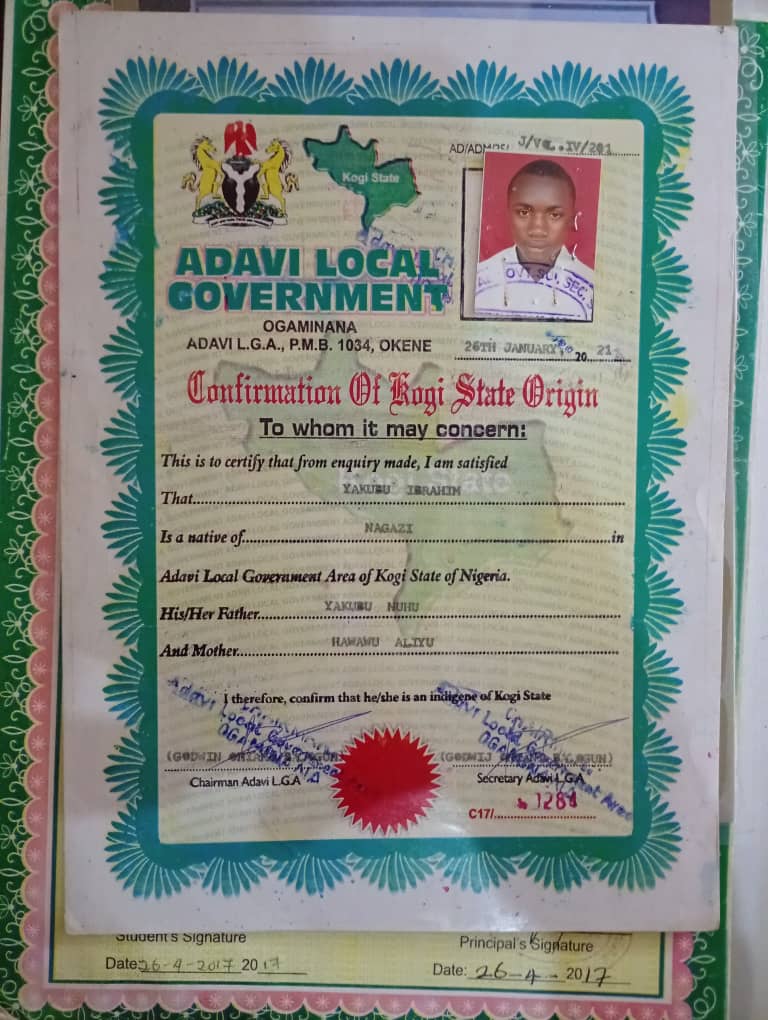 Kogi State
J/VC..IV/201
ADAVI LOCAL
GOVERNMENT
OGAMINANA
ADAVI L.G.A., P.M.B. 1034, OKENE
26TH JANUARY, 20 21
Confirmation Of Kogi State Origin
To whom it may concern:
This is to certify that from enquiry made, I am satisfied
That YAKUBU IBRAHIM
Is a native of NAGAZI in
Adavi Local Government Area of Kogi State of Nigeria.
His/Her Father YAKUBU NUHU
And Mother HAWAWU ALIYU
I therefore, confirm that he/she is an indigene of Kogi State
(GODWIN
(GODWIJ
Chairman Adavi L.G.A
Secretary Adavi L.G.A
C17/ 1284
Student's Signature
Principal's Signature
Date: 26-4-2017 2017
Date: 26-4-2017